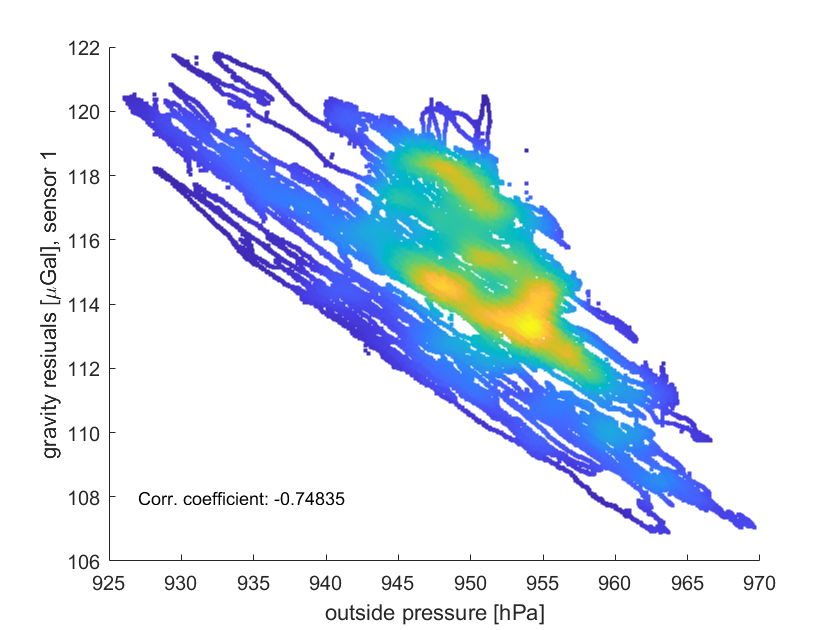 gravity resiuals [μGal], sensor 1
122
120
118
116
114
112
110
108
106
Corr. coefficient: -0.74835
925 930 935 940 945 950 955 960 965 970
outside pressure [hPa]